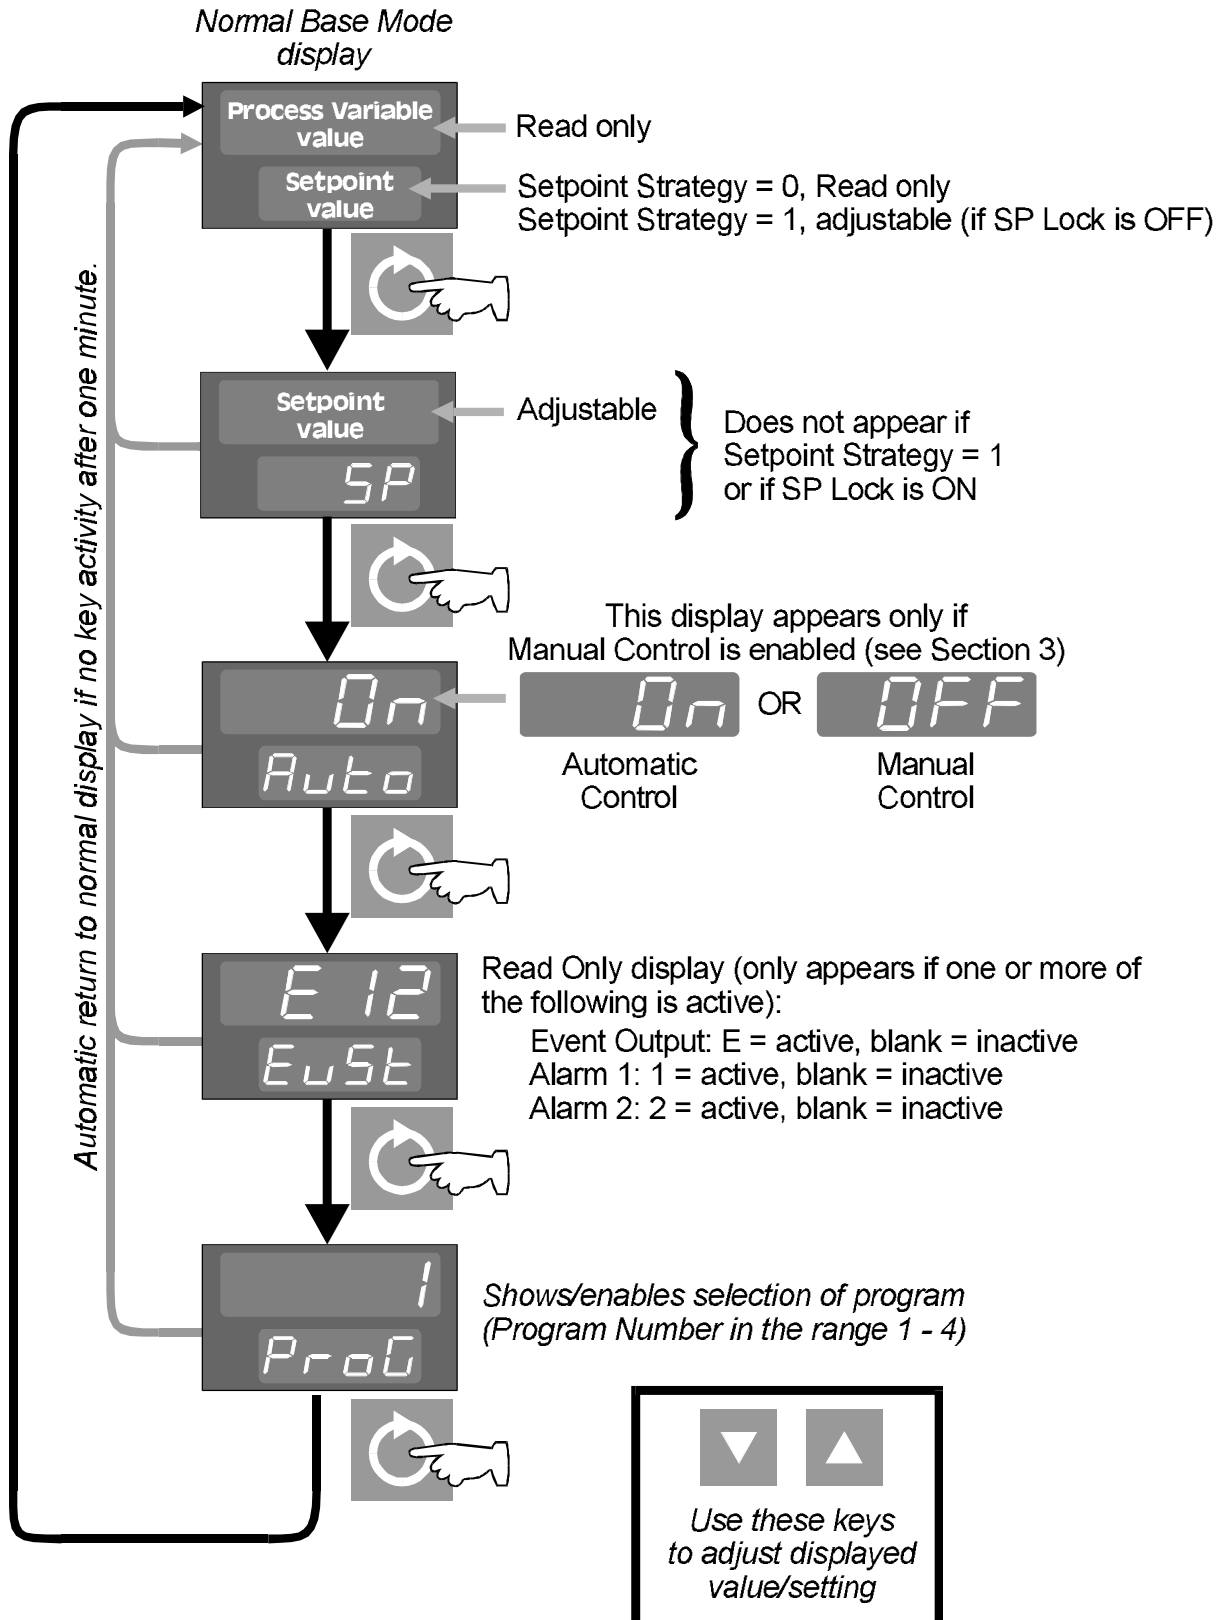 Normal Base Mode
display
Process Variable
value
Read only
Setpoint
value
Setpoint Strategy = 0, Read only
Setpoint Strategy = 1, adjustable (if SP Lock is OFF)
Automatic return to normal display if no key activity after one minute.
Setpoint
value
SP
Adjustable
Does not appear if
Setpoint Strategy = 1
or if SP Lock is ON
This display appears only if
Manual Control is enabled (see Section 3)
On
Auto
On OR OFF
Automatic
Control
Manual
Control
E12
EvSt
Read Only display (only appears if one or more of
the following is active):
Event Output: E = active, blank = inactive
Alarm 1: 1 = active, blank = inactive
Alarm 2: 2 = active, blank = inactive
1
ProG
Shows/enables selection of program
(Program Number in the range 1 - 4)
Use these keys
to adjust displayed
value/setting